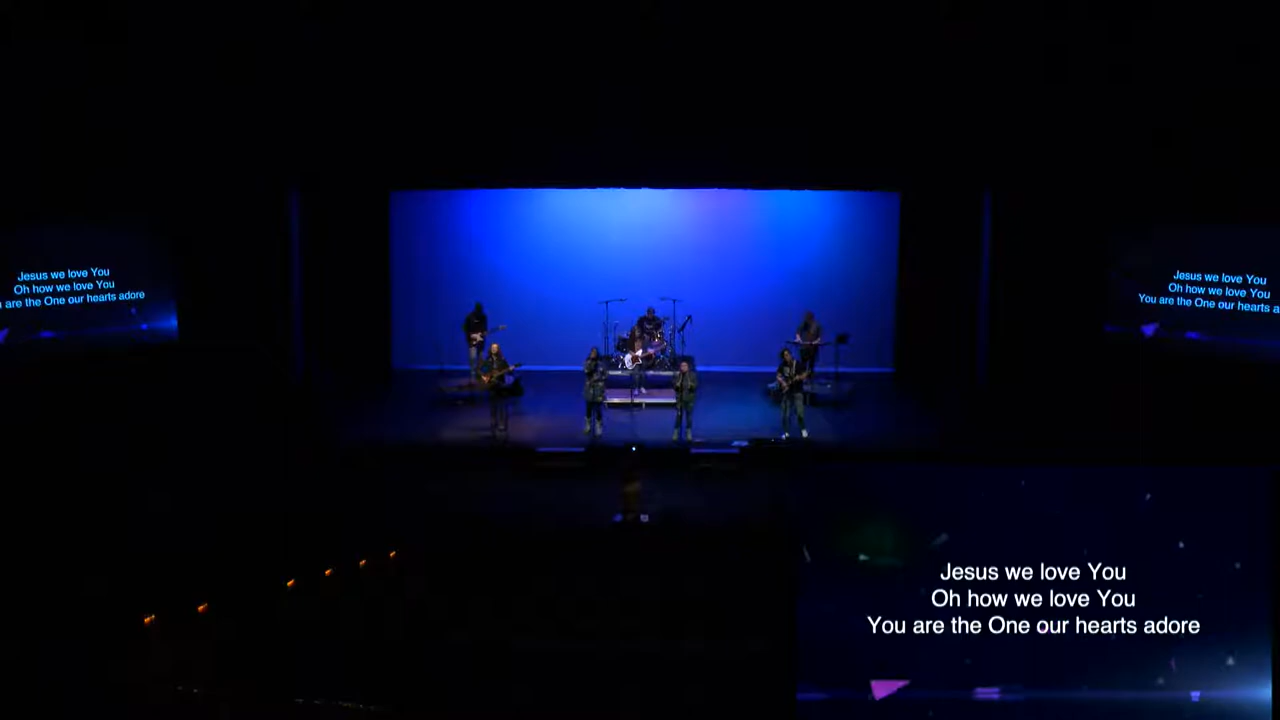 Jesus we love You
Oh how we love You
You are the One our hearts adore
Jesus we love You
Oh how we love You
are the One our hearts adore
Jesus we love You
Oh how we love You
You are the One our hearts a